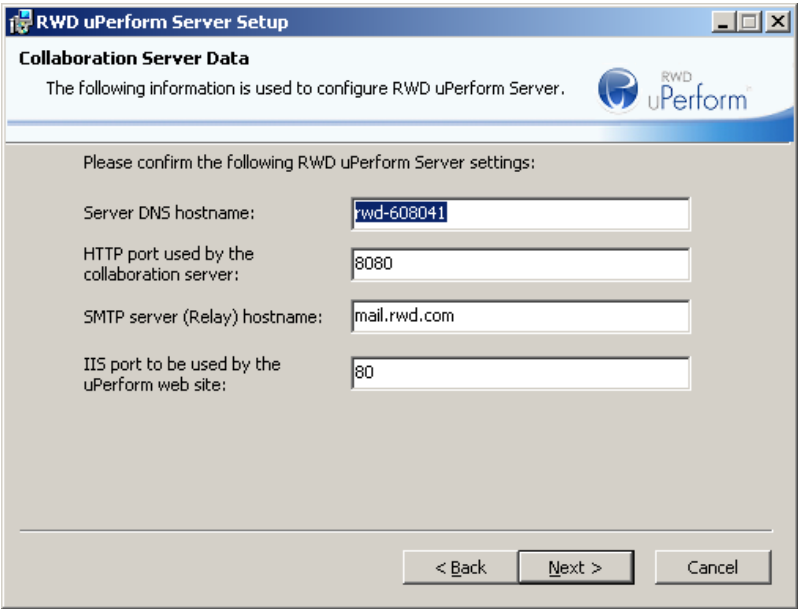 RWD uPerform Server Setup
Collaboration Server Data
The following information is used to configure RWD uPerform Server.
RWD
uPerform
Please confirm the following RWD uPerform Server settings:
Server DNS hostname:
rwd-608041
HTTP port used by the
collaboration server:
8080
SMTP server (Relay) hostname:
mail.rwd.com
IIS port to be used by the
uPerform web site:
80
< Back
Next >
Cancel